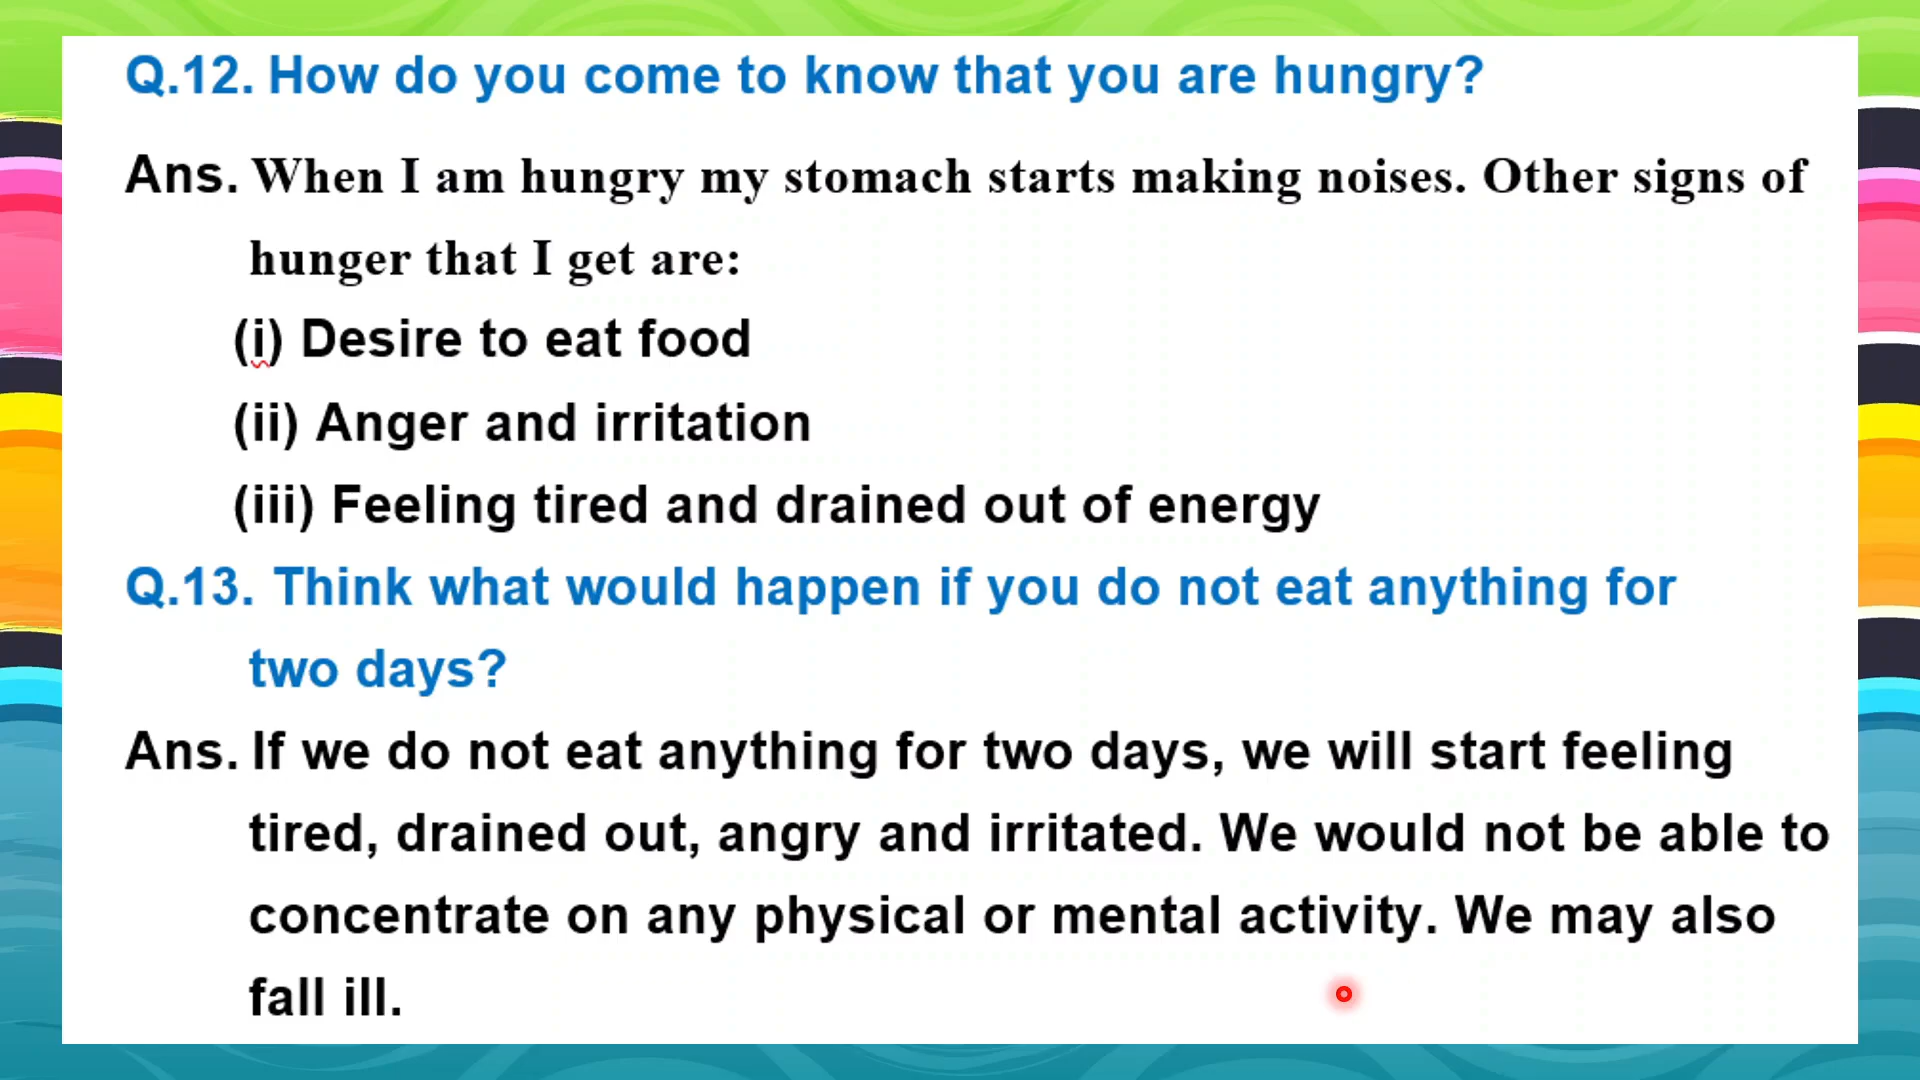 Q.12. How do you come to know that you are hungry?
Ans. When I am hungry my stomach starts making noises. Other signs of
hunger that I get are:
(i) Desire to eat food
(ii) Anger and irritation
(iii) Feeling tired and drained out of energy
Q.13. Think what would happen if you do not eat anything for
two days?
Ans. If we do not eat anything for two days, we will start feeling
tired, drained out, angry and irritated. We would not be able to
concentrate on any physical or mental activity. We may also
fall ill.